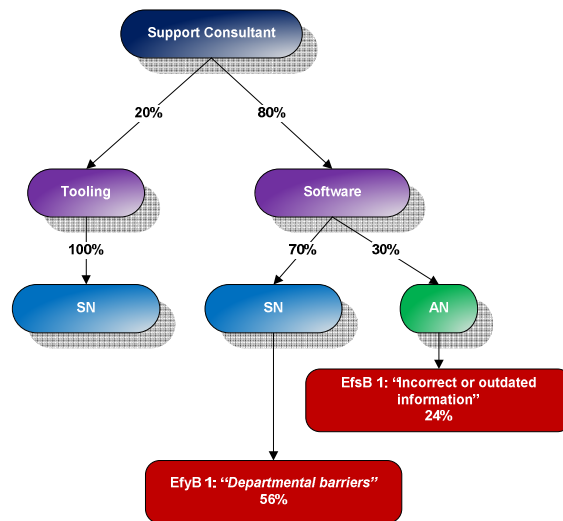 Support Consultant
20%
80%
Tooling
Software
100%
70%
30%
SN
SN
AN
EfsB 1: “Incorrect or outdated
information”
24%
EfyB 1: “Departmental barriers”
56%